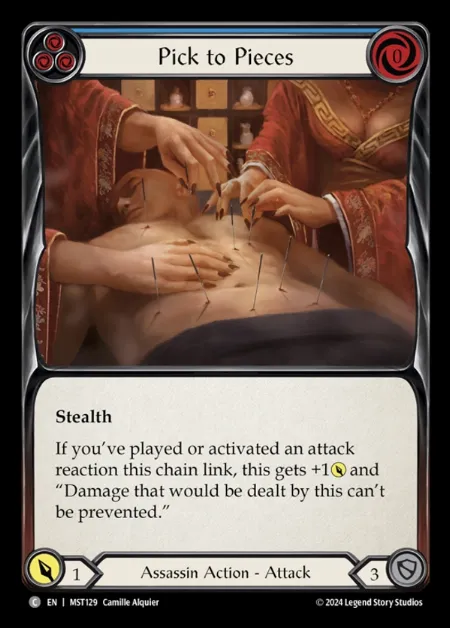 Pick to Pieces
0
Stealth
If you've played or activated an attack
reaction this chain link, this gets +1 and
"Damage that would be dealt by this can't
be prevented."
1
Assassin Action - Attack
3
C EN | MST129 Camille Alquier
© 2024 Legend Story Studios